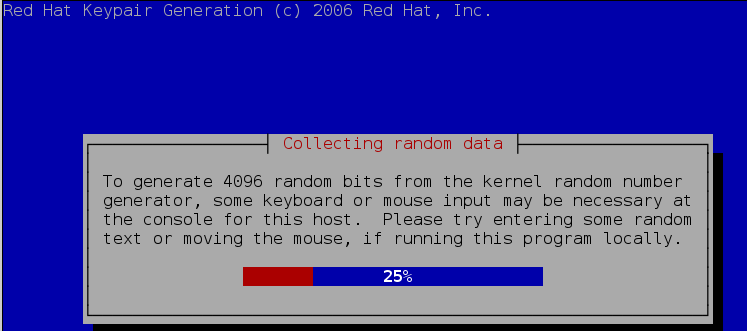 Red Hat Keypair Generation (c) 2006 Red Hat, Inc.
Collecting random data
To generate 4096 random bits from the kernel random number
generator, some keyboard or mouse input may be necessary at
the console for this host.  Please try entering some random
text or moving the mouse, if running this program locally.
25%